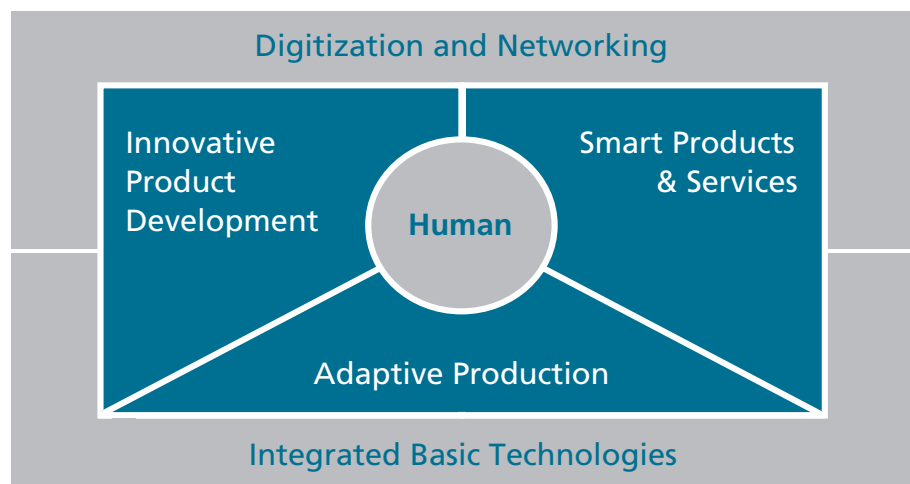 Digitization and Networking
Innovative
Product
Development
Smart Products
& Services
Human
Adaptive Production
Integrated Basic Technologies